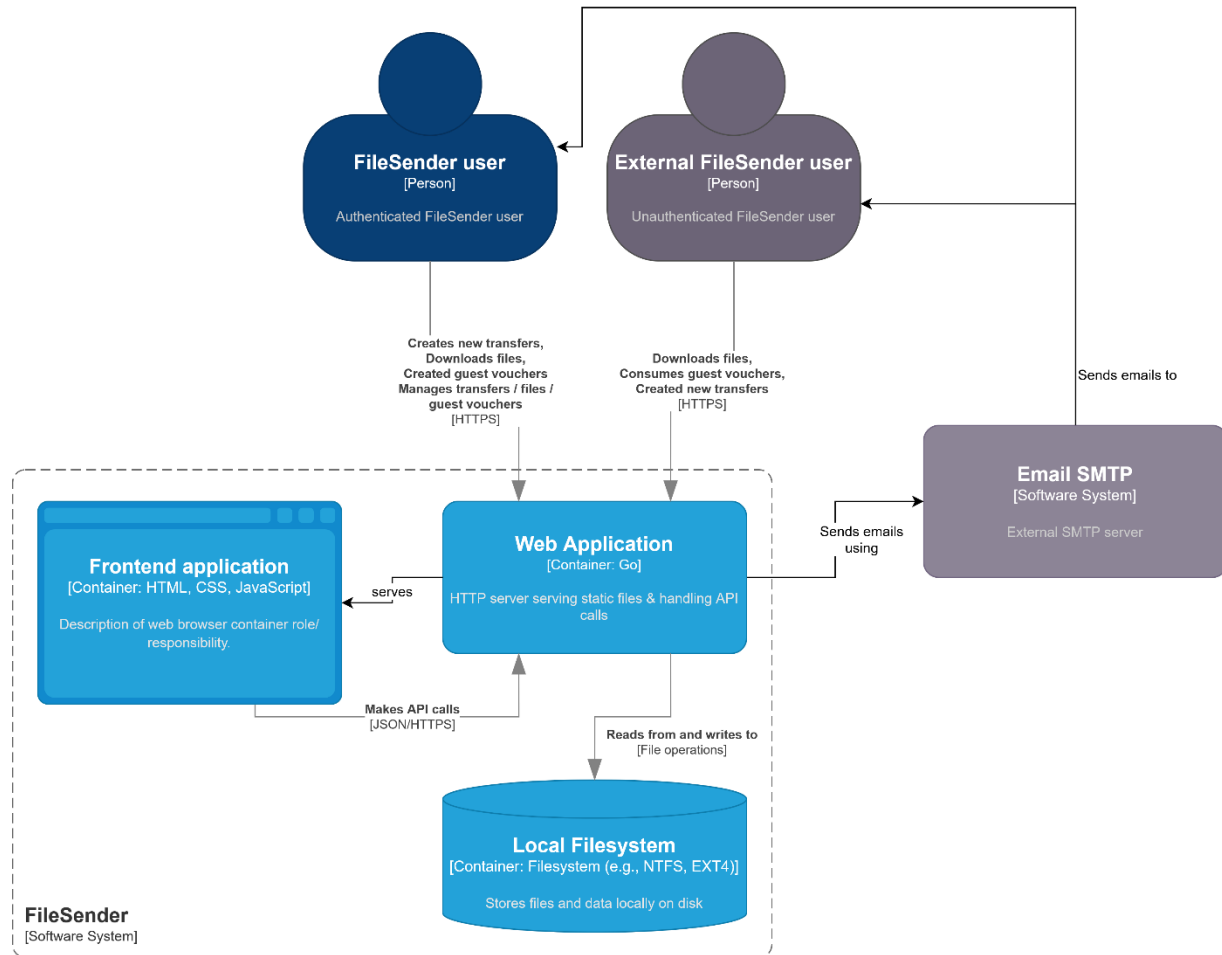 FileSender user
[Person]
Authenticated FileSender user
External FileSender user
[Person]
Unauthenticated FileSender user
Creates new transfers,
Downloads files,
Created guest vouchers
Manages transfers / files /
guest vouchers
[HTTPS]
Downloads files,
Consumes guest vouchers,
Created new transfers
[HTTPS]
Sends emails to
Email SMTP
[Software System]
External SMTP server
Frontend application
[Container: HTML, CSS, JavaScript]
Description of web browser container role/
responsibility.
serves
Web Application
[Container: Go]
HTTP server serving static files & handling API
calls
Sends emails
using
Makes API calls
[JSON/HTTPS]
Reads from and writes to
[File operations]
Local Filesystem
[Container: Filesystem (e.g., NTFS, EXT4)]
Stores files and data locally on disk
FileSender
[Software System]